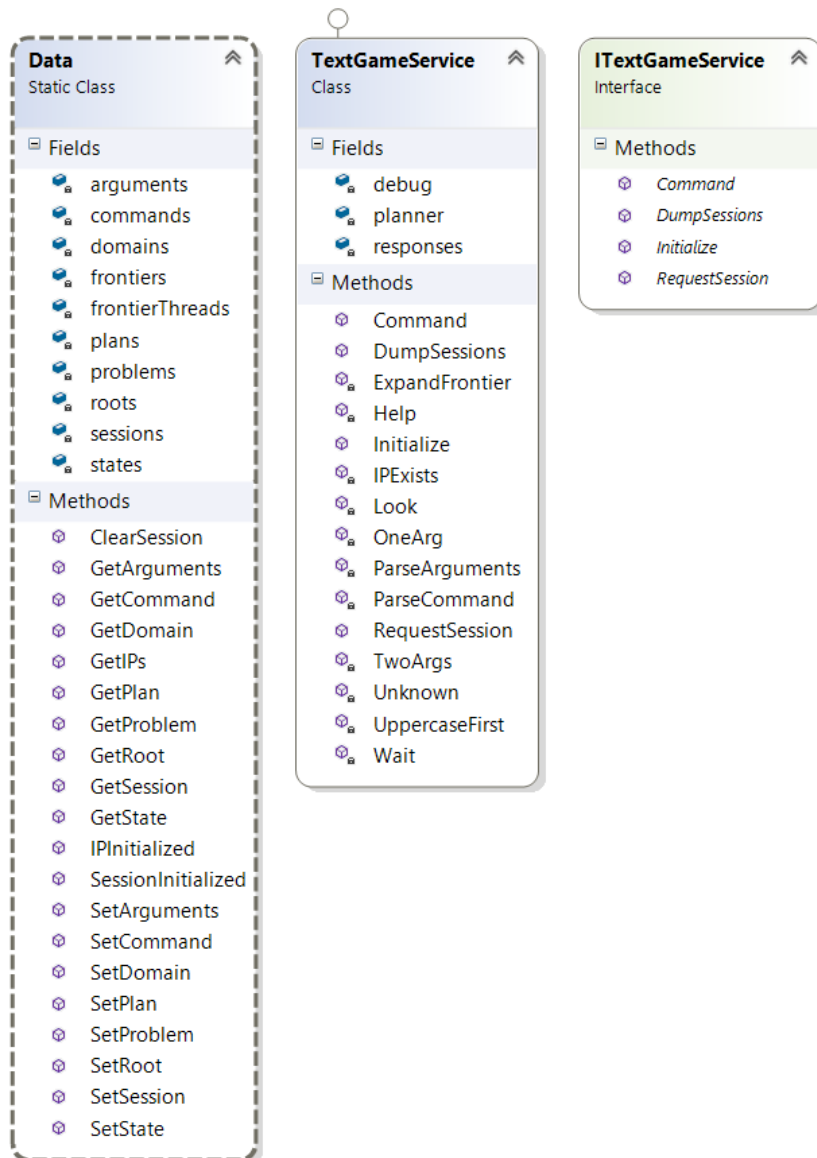 Data
Static Class
Fields
arguments
commands
domains
frontiers
frontierThreads
plans
problems
roots
sessions
states
Methods
ClearSession
GetArguments
GetCommand
GetDomain
GetIPs
GetPlan
GetProblem
GetRoot
GetSession
GetState
IPInitialized
SessionInitialized
SetArguments
SetCommand
SetDomain
SetPlan
SetProblem
SetRoot
SetSession
SetState
TextGameService
Class
Fields
debug
planner
responses
Methods
Command
DumpSessions
ExpandFrontier
Help
Initialize
IPExists
Look
OneArg
ParseArguments
ParseCommand
RequestSession
TwoArgs
Unknown
UppercaseFirst
Wait
ITextGameService
Interface
Methods
Command
DumpSessions
Initialize
RequestSession